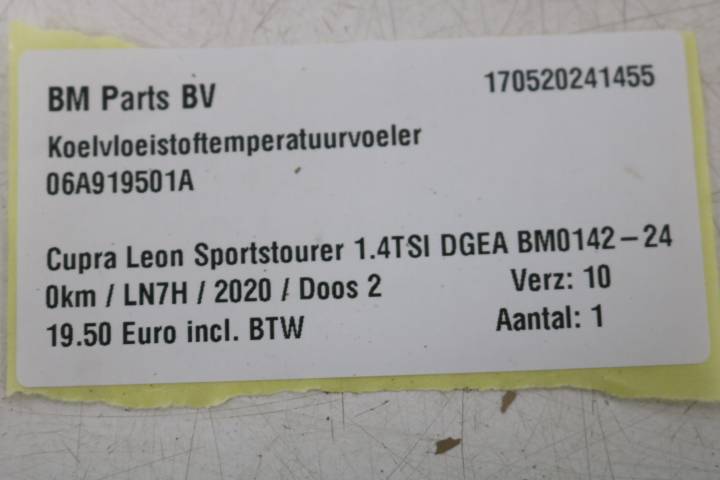 BM Parts BV 170520241455
Koelvloeistoftemperatuurvoeler
06A919501A
Cupra Leon Sportstourer 1.4TSI DGEA BM0142-24
0km / LN7H / 2020 / Doos 2 Verz: 10
19.50 Euro incl. BTW Aantal: 1